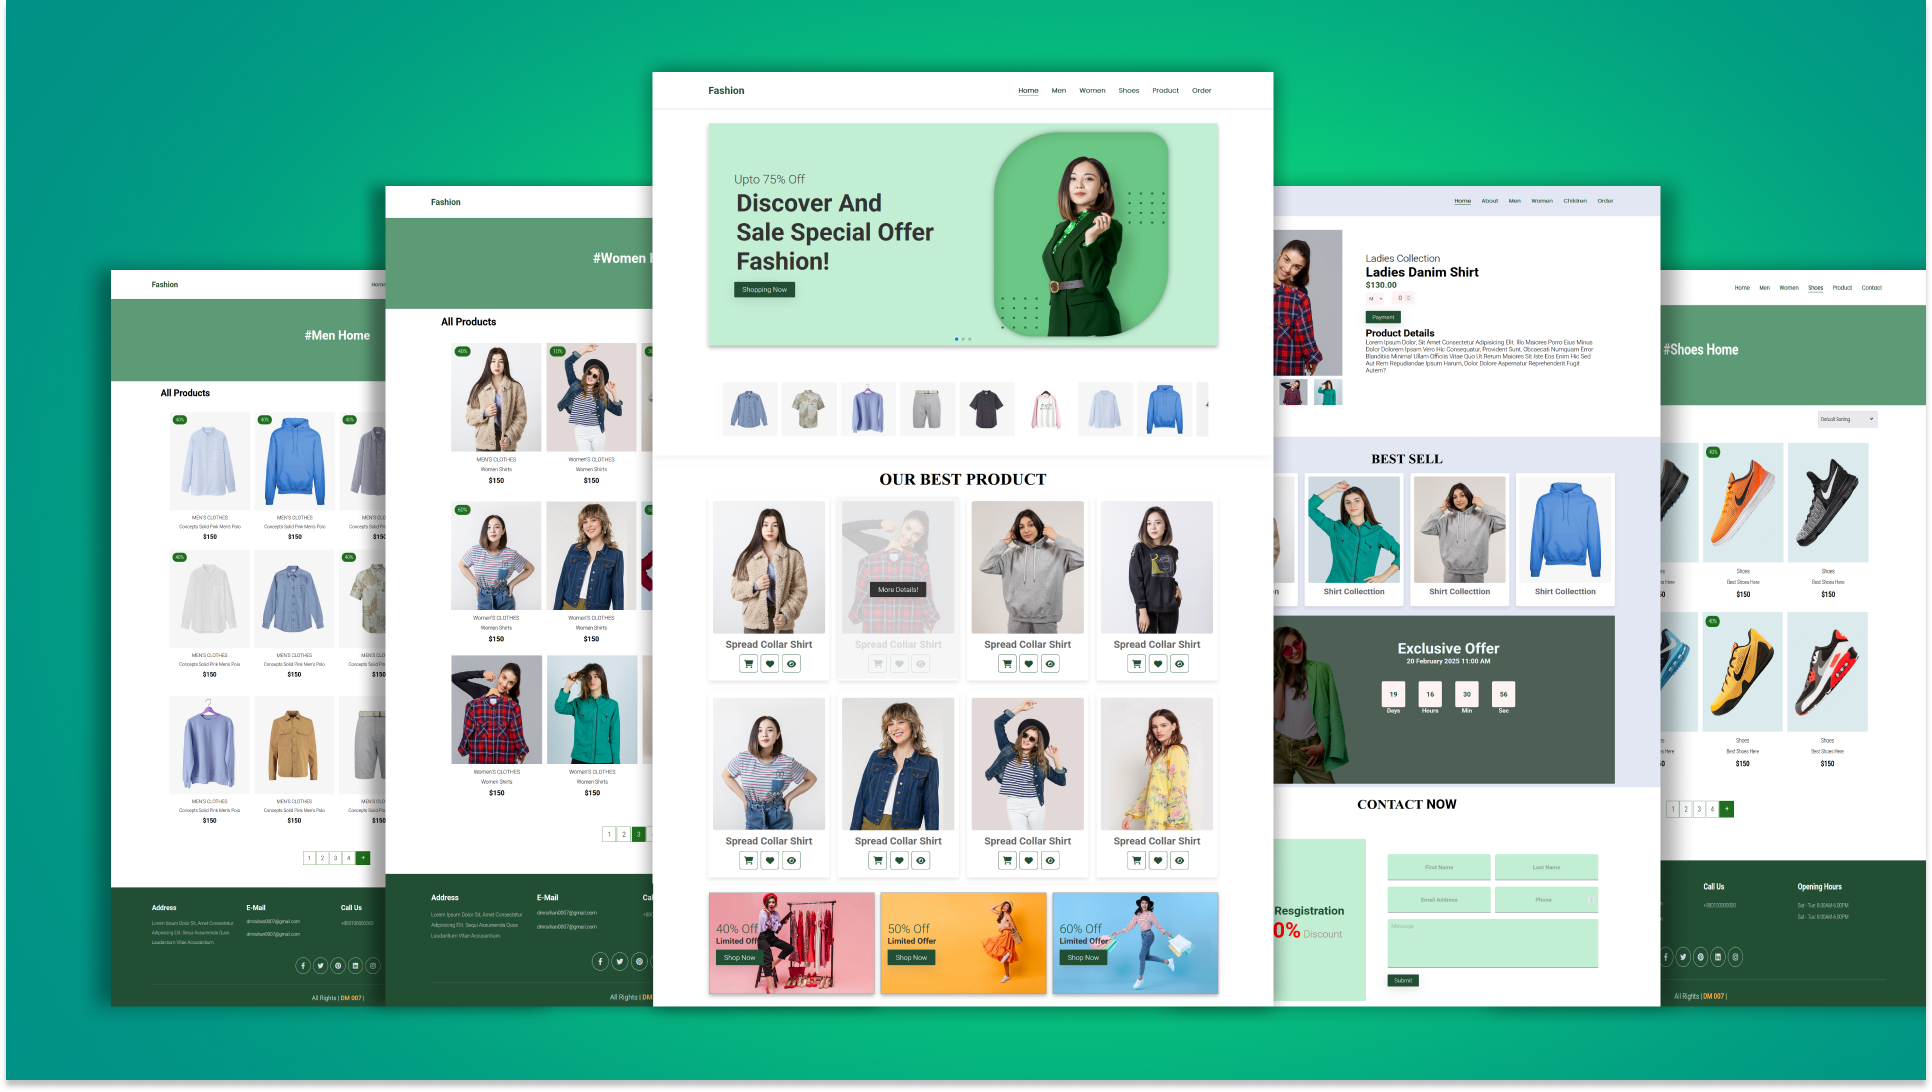 Fashion
Home
#Men Home
All Products
40%
40%
MEN'S CLOTHES
Concepts Solid Pink Men's Polo
$150
MEN'S CLOTHES
Concepts Solid Pink Men's Polo
$150
40%
40%
MEN'S CLOTHES
Concepts Solid Pink Men's Polo
$150
MEN'S CLOTHES
Concepts Solid Pink Men's Polo
$150
MEN'S CLOTHES
Concepts Solid Pink Men's Polo
$150
MEN'S CLOTHES
Concepts Solid Pink Men's Polo
$150
1 2 3 4
Address
Lorem Ipsum Dolor Sit, Amet Consectetur
Adipisicing Elit. Sequi Assumenda Quas
Laudantium Vitae Accusantium.
E-Mail
dmrohan0007@gmail.com
dmrohan0007@gmail.com
Call Us
All Rights | DM 007 |
Fashion
#Women
All Products
40%
10%
MEN'S CLOTHES
Women Shirts
$150
Women'S CLOTHES
Women Shirts
$150
60%
Women'S CLOTHES
Women Shirts
$150
Women'S CLOTHES
Women Shirts
$150
Women'S CLOTHES
Women Shirts
$150
Women'S CLOTHES
Women Shirts
$150
1 2 3
Address
Lorem Ipsum Dolor Sit, Amet Consectetur
Adipisicing Elit. Sequi Assumenda Quas
Laudantium Vitae Accusantium.
E-Mail
dmrohan0007@gmail.com
dmrohan0007@gmail.com
All Rights | DM
Fashion
Home Men Women Shoes Product Order
Upto 75% Off
Discover And
Sale Special Offer
Fashion!
Shopping Now
OUR BEST PRODUCT
More Details!
Spread Collar Shirt Spread Collar Shirt Spread Collar Shirt Spread Collar Shirt
Spread Collar Shirt Spread Collar Shirt Spread Collar Shirt Spread Collar Shirt
40% Off
Limited Offer
Shop Now
50% Off
Limited Offer
Shop Now
60% Off
Limited Offer
Shop Now
Home About Men Women Children Order
Ladies Collection
Ladies Danim Shirt
$130.00
M 0
Payment
Product Details
Lorem Ipsum Dolor, Sit Amet Consectetur Adipisicing Elit. Illo Maiores Porro Eius Minus
Dolor Dolorem Ipsam Vero Hic Consequatur, Provident Sunt, Obcaecati Numquam Error
Blanditiis Minima! Ullam Officiis Vitae Quo Ut Rerum Maiores Sit Iste Eos Enim Hic Sed
Aut Rem Repudiandae Ipsum Harum, Dolor Dolore Aspernatur Reprehenderit Fugit
Autem?
BEST SELL
Shirt Collecttion Shirt Collecttion Shirt Collecttion
Exclusive Offer
20 February 2025 11:00 AM
19 16 30 56
Days Hours Min Sec
CONTACT NOW
Resgistration
0% Discount
First Name Last Name
Email Address Phone
Message
Submit
Home Men Women Shoes Product Contact
#Shoes Home
Default Sorting
40%
Shoes
Best Shoes Here
$150
Shoes
Best Shoes Here
$150
40%
Shoes
Best Shoes Here
$150
Shoes
Best Shoes Here
$150
1 2 3 4
Call Us
Opening Hours
Sat - Tue: 8.00AM-6.00PM
Sat - Tue: 8.00AM-6.00PM
All Rights | DM 007 |